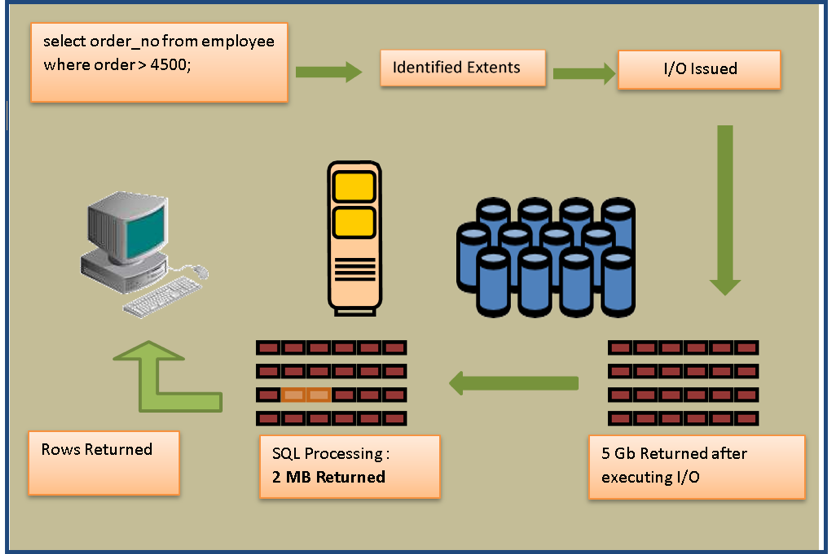 select order_no from employee
where order > 4500;
Identified Extents
I/O Issued
Rows Returned
SQL Processing :
2 MB Returned
5 Gb Returned after
executing I/O